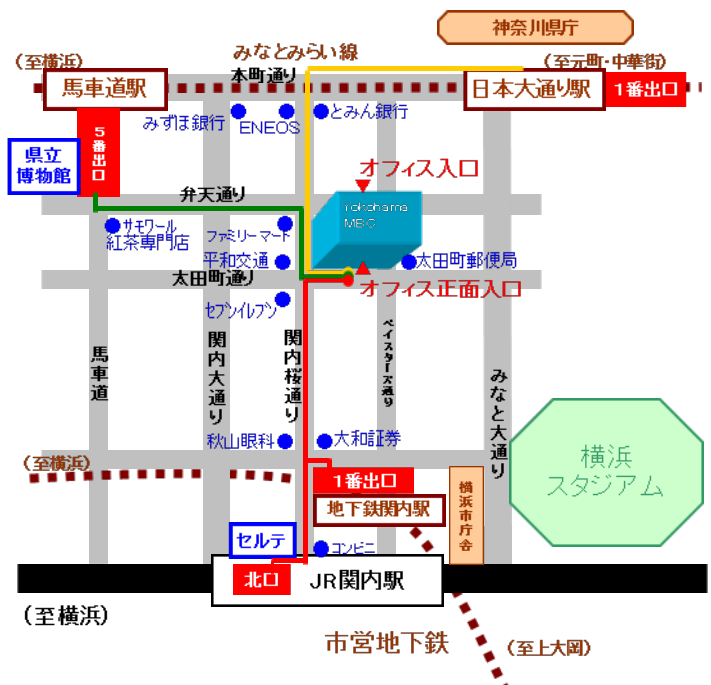 神奈川県庁
みなとみらい線
(至横浜)
(至元町・中華街)
本町通り
馬車道駅
日本大通り駅
1番出口
みずほ銀行
ENEOS
とみん銀行
5番出口
県立
博物館
オフィス入口
弁天通り
Yokohama
MBC
サモワール
紅茶専門店
ファミリーマート
平和交通
太田町郵便局
太田町通り
オフィス正面入口
セブンイレブン
馬車道
関内大通り
関内桜通り
ベイスターズ通り
みなと大通り
横浜
スタジアム
秋山眼科
大和証券
(至横浜)
1番出口
地下鉄関内駅
横浜市庁舎
セルテ
コンビニ
北口
JR関内駅
(至横浜)
市営地下鉄
(至上大岡)